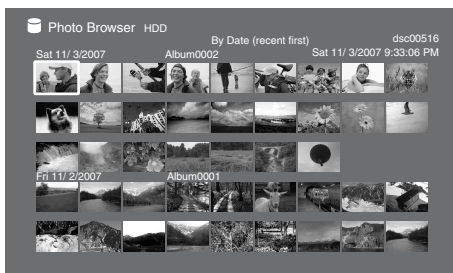 Photo Browser HDD
By Date (recent first)
dsc00516
Sat 11/ 3/2007
Album0002
Sat 11/ 3/2007 9:33:06 PM
Fri 11/ 2/2007
Album0001